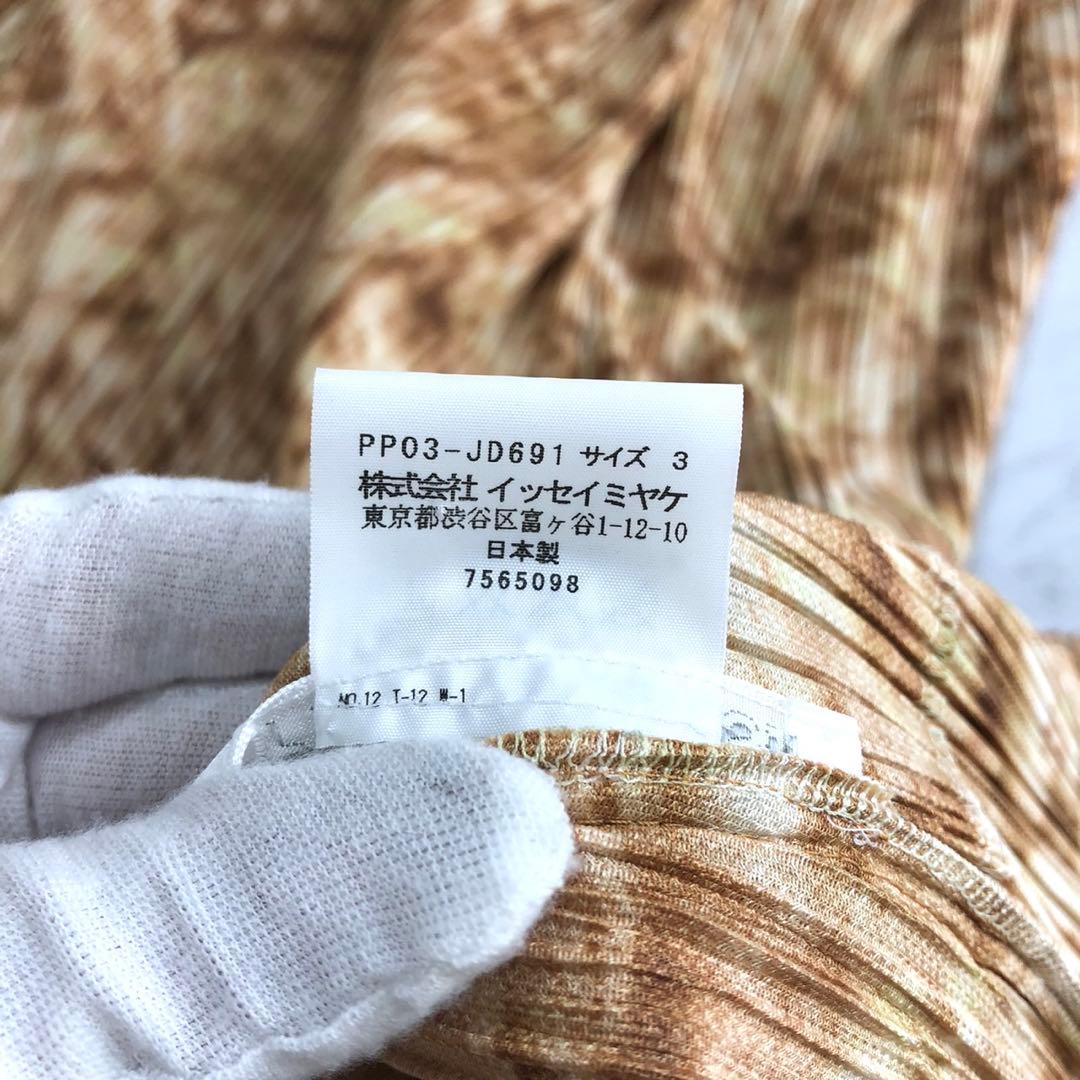 PP03-JD691 サイズ 3
株式会社 イッセイミヤケ
東京都渋谷区富ヶ谷1-12-10
日本製
7565098
NO.12 T-12 W-1